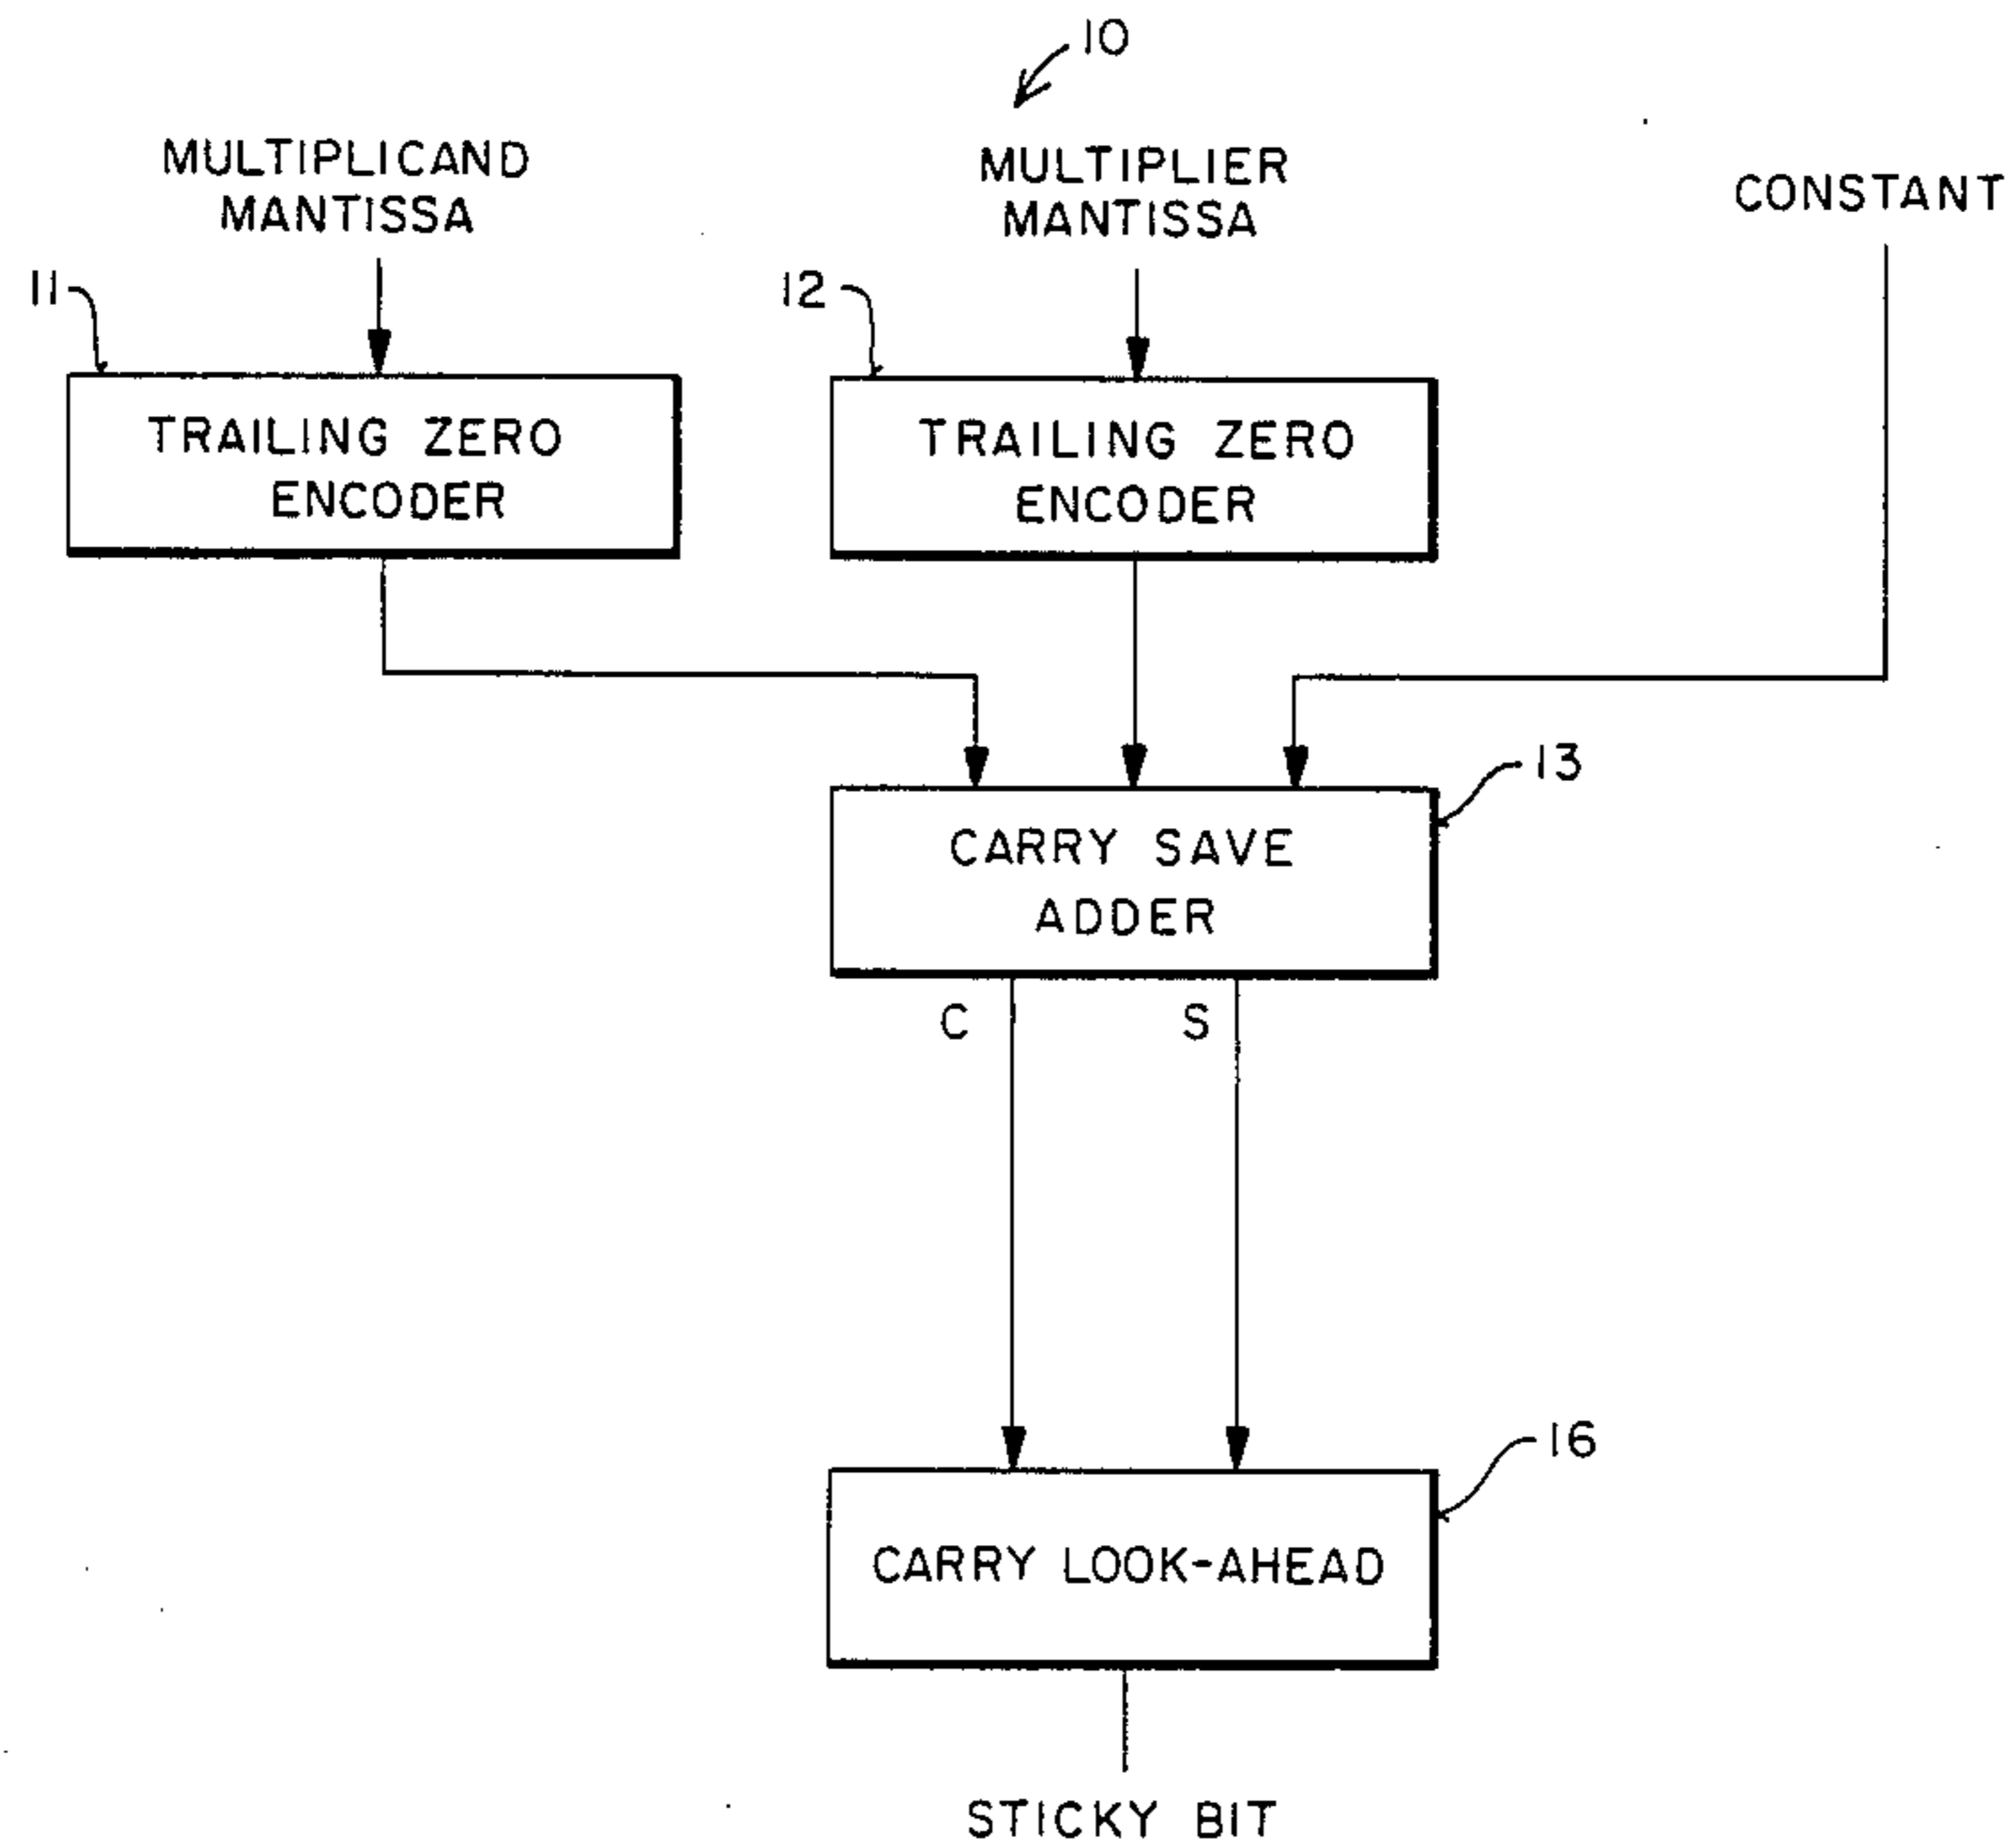 10
MULTIPLICAND
MANTISSA
MULTIPLIER
MANTISSA
CONSTANT
11
12
TRAILING ZERO
ENCODER
TRAILING ZERO
ENCODER
13
CARRY SAVE
ADDER
C
S
16
CARRY LOOK-AHEAD
STICKY BIT